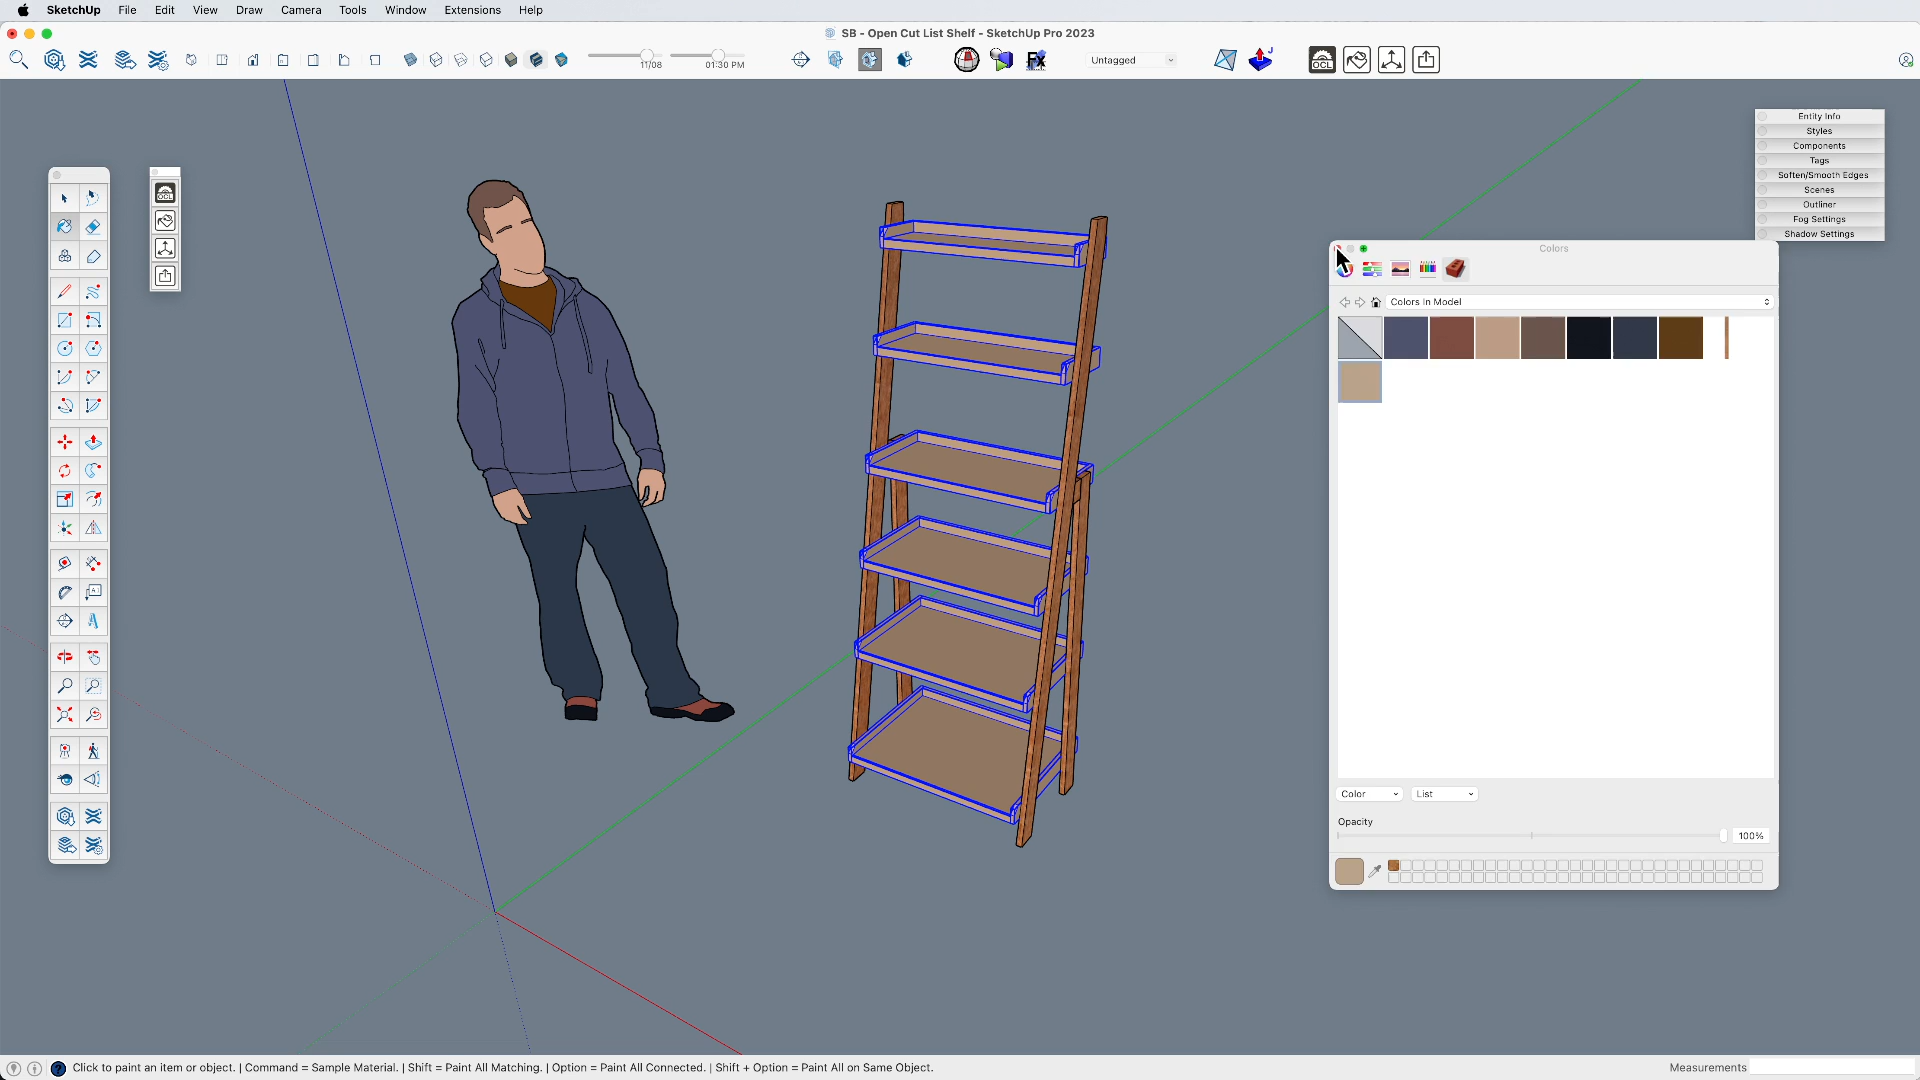 SketchUp File Edit View Draw Camera Tools Window Extensions Help
SB - Open Cut List Shelf - SketchUp Pro 2023
11/08 01:30 PM FX Untagged J OCL
Entity Info
Styles
Components
Tags
Soften/Smooth Edges
Scenes
Outliner
Fog Settings
Shadow Settings
OCL
Colors
Colors In Model
Color List
Opacity
100%
Click to paint an item or object. | Command = Sample Material. | Shift = Paint All Matching. | Option = Paint All Connected. | Shift + Option = Paint All on Same Object.
Measurements